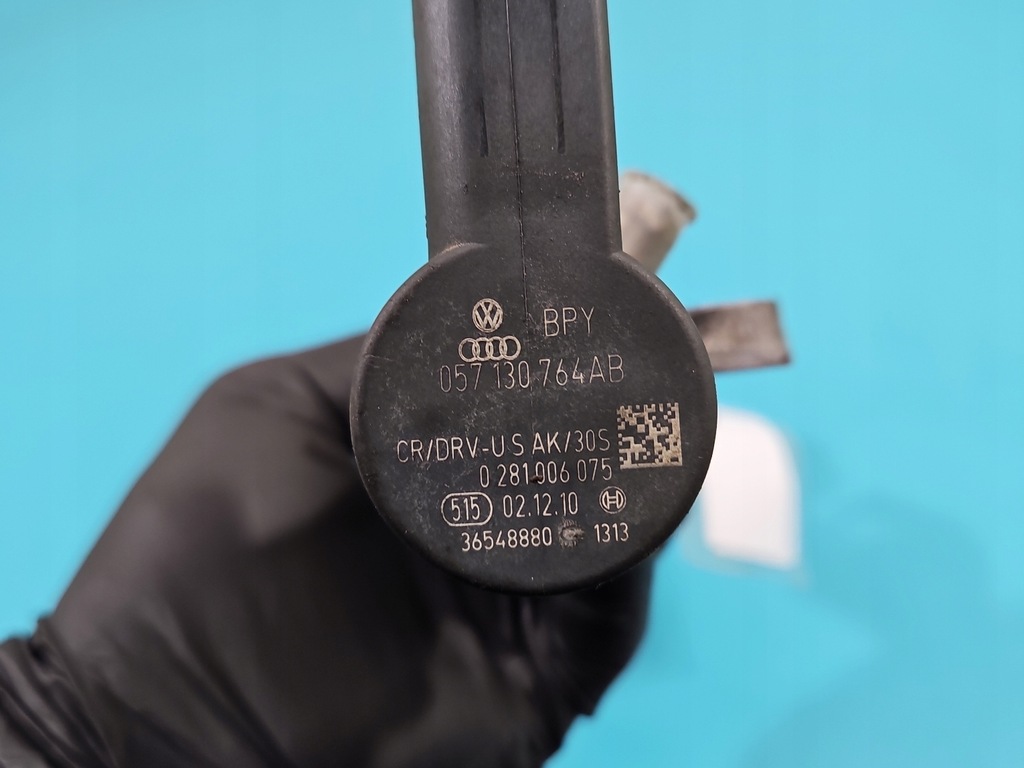 BPY
057 130 764AB
CR/DRV-U S AK/30S
0 281 006 075
515 02.12.10
36548880 1313